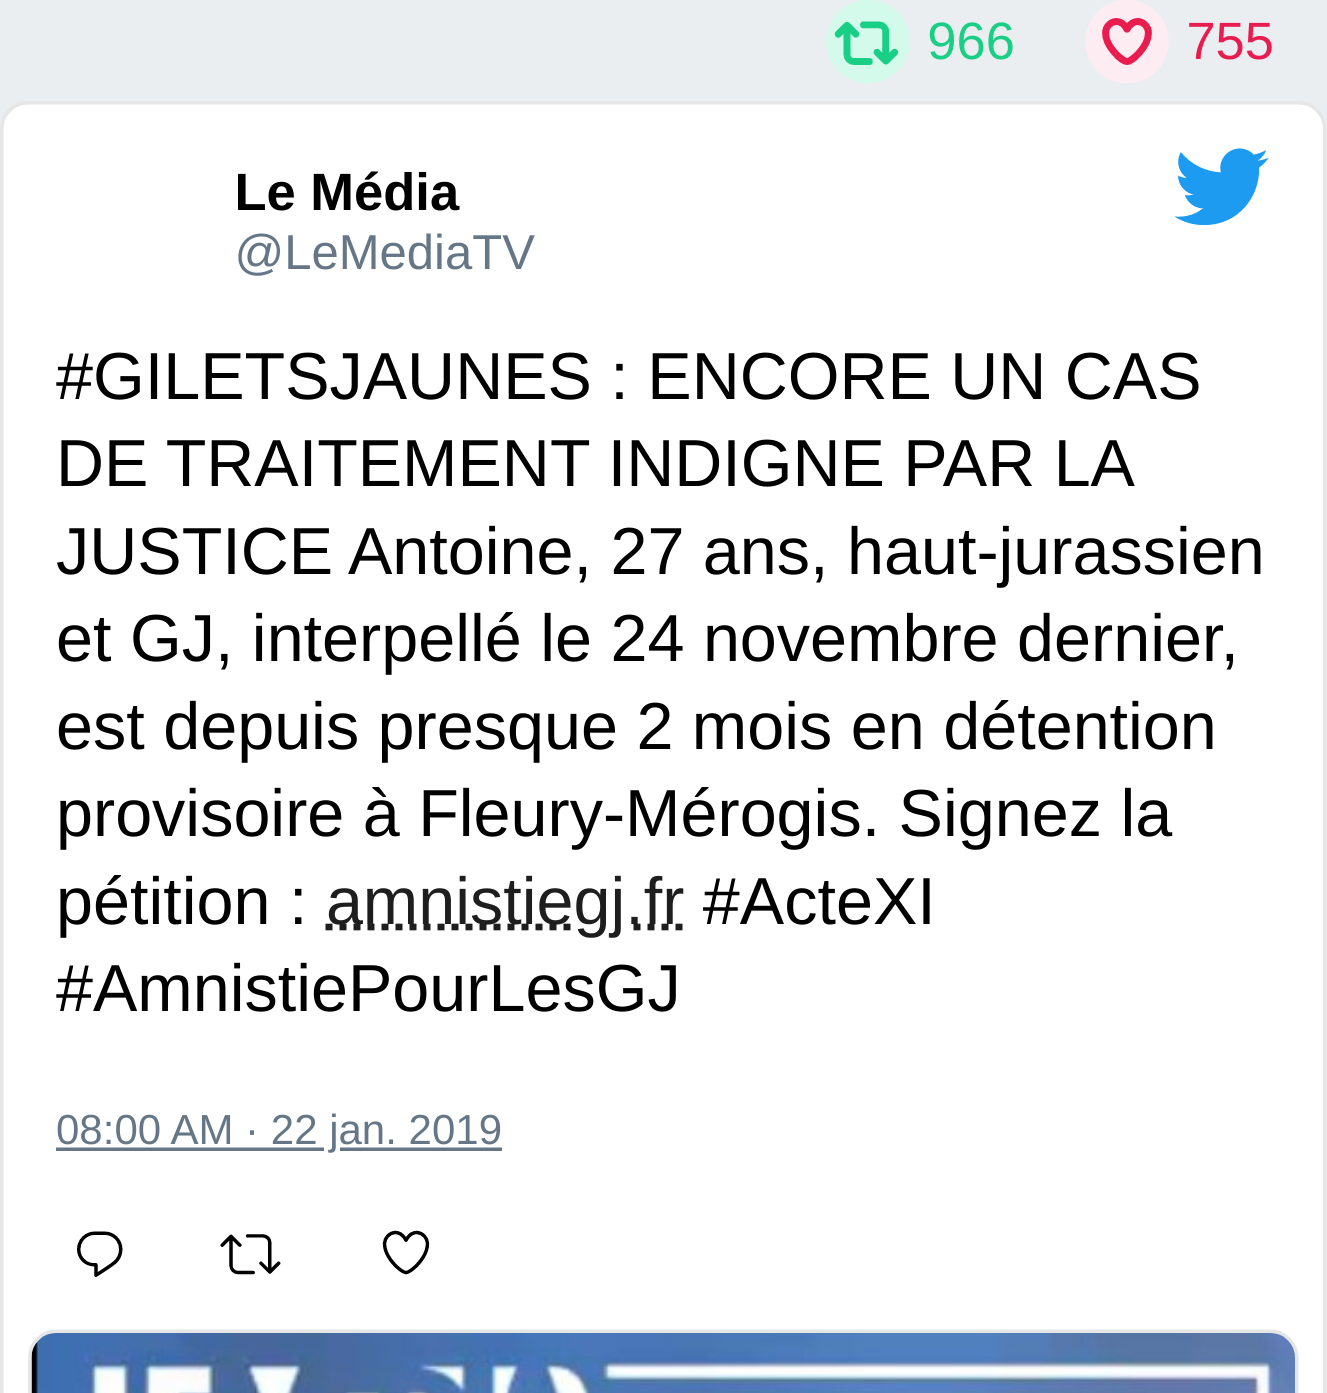 966 755
Le Média
@LeMediaTV
#GILETSJAUNES : ENCORE UN CAS
DE TRAITEMENT INDIGNE PAR LA
JUSTICE Antoine, 27 ans, haut-jurassien
et GJ, interpellé le 24 novembre dernier,
est depuis presque 2 mois en détention
provisoire à Fleury-Mérogis. Signez la
pétition : amnistiegj.fr #ActeXI
#AmnistiePourLesGJ
08:00 AM · 22 jan. 2019